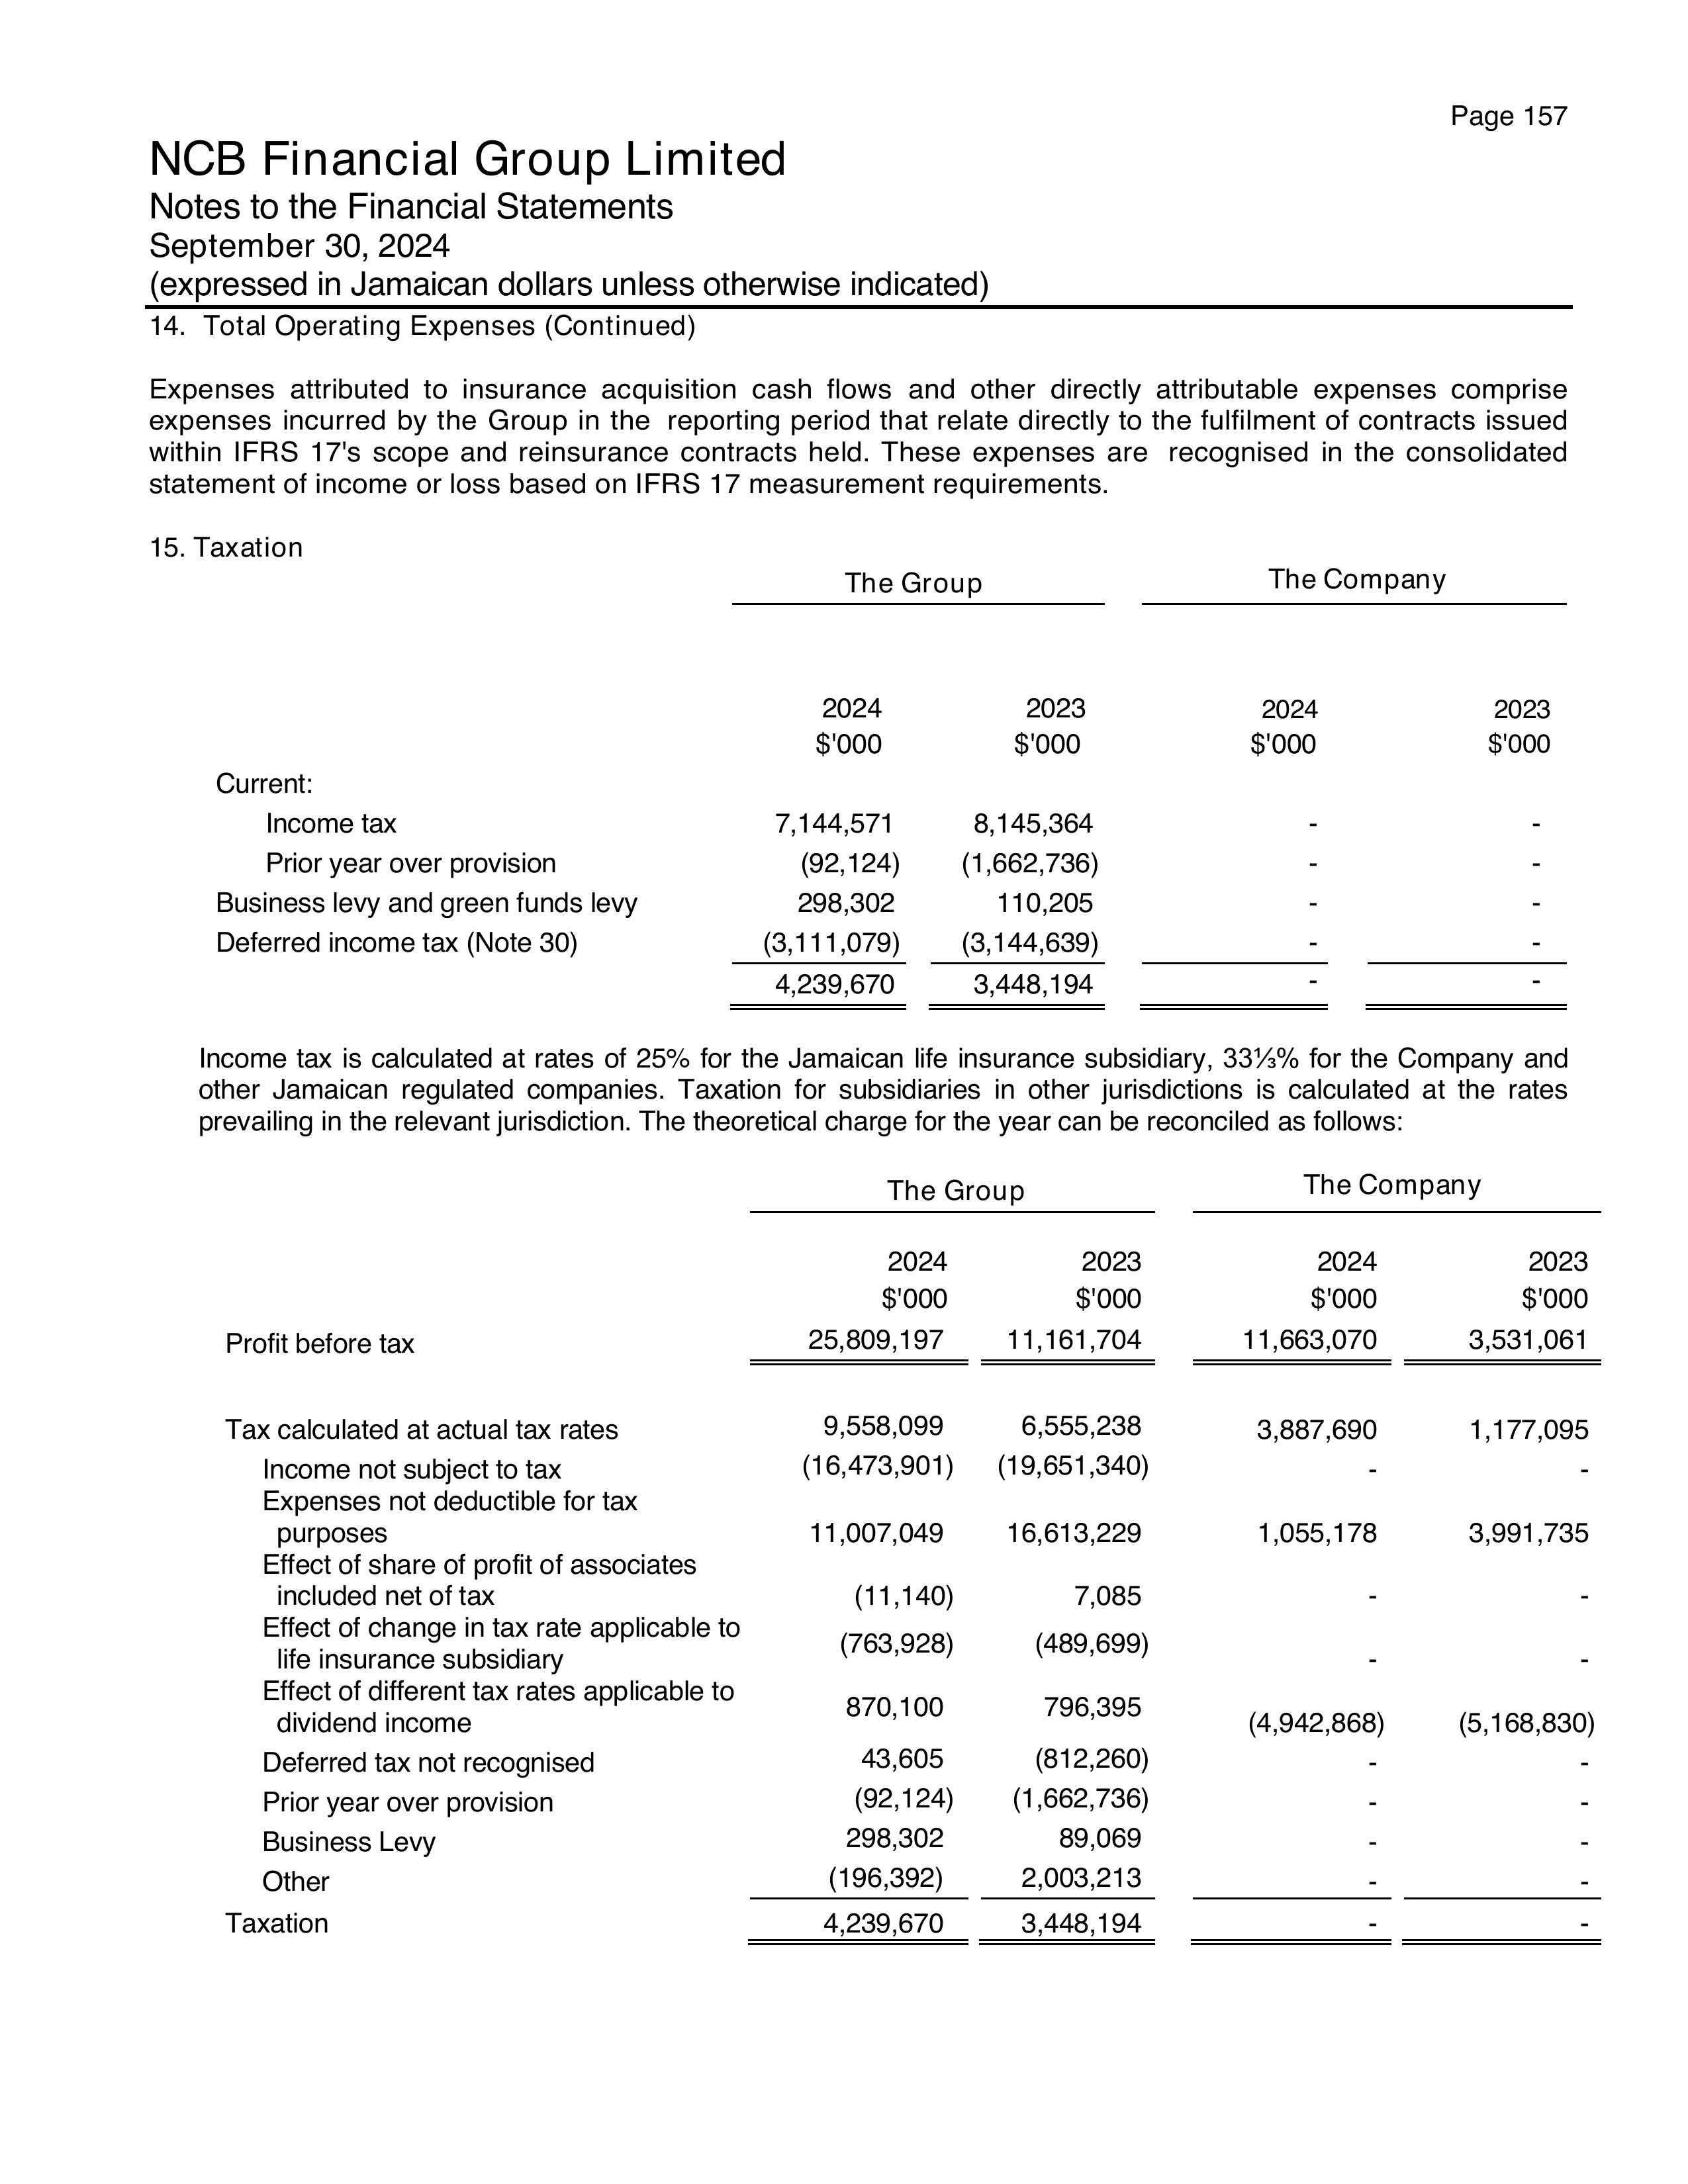 Page 157
NCB Financial Group Limited
Notes to the Financial Statements
September 30, 2024
(expressed in Jamaican dollars unless otherwise indicated)
14. Total Operating Expenses (Continued)
Expenses attributed to insurance acquisition cash flows and other directly attributable expenses comprise
expenses incurred by the Group in the reporting period that relate directly to the fulfilment of contracts issued
within IFRS 17's scope and reinsurance contracts held. These expenses are recognised in the consolidated
statement of income or loss based on IFRS 17 measurement requirements.
15. Taxation
The Group The Company
2024 2023 2024 2023
$'000 $'000 $'000 $'000
Current:
Income tax 7,144,571 8,145,364 - -
Prior year over provision (92,124) (1,662,736) - -
Business levy and green funds levy 298,302 110,205 - -
Deferred income tax (Note 30) (3,111,079) (3,144,639) - -
4,239,670 3,448,194 - -
Income tax is calculated at rates of 25% for the Jamaican life insurance subsidiary, 33⅓% for the Company and
other Jamaican regulated companies. Taxation for subsidiaries in other jurisdictions is calculated at the rates
prevailing in the relevant jurisdiction. The theoretical charge for the year can be reconciled as follows:
The Group The Company
2024 2023 2024 2023
$'000 $'000 $'000 $'000
Profit before tax 25,809,197 11,161,704 11,663,070 3,531,061
Tax calculated at actual tax rates 9,558,099 6,555,238 3,887,690 1,177,095
Income not subject to tax (16,473,901) (19,651,340) - -
Expenses not deductible for tax
purposes 11,007,049 16,613,229 1,055,178 3,991,735
Effect of share of profit of associates
included net of tax (11,140) 7,085 - -
Effect of change in tax rate applicable to
life insurance subsidiary (763,928) (489,699) - -
Effect of different tax rates applicable to
dividend income 870,100 796,395 (4,942,868) (5,168,830)
Deferred tax not recognised 43,605 (812,260) - -
Prior year over provision (92,124) (1,662,736) - -
Business Levy 298,302 89,069 - -
Other (196,392) 2,003,213 - -
Taxation 4,239,670 3,448,194 - -